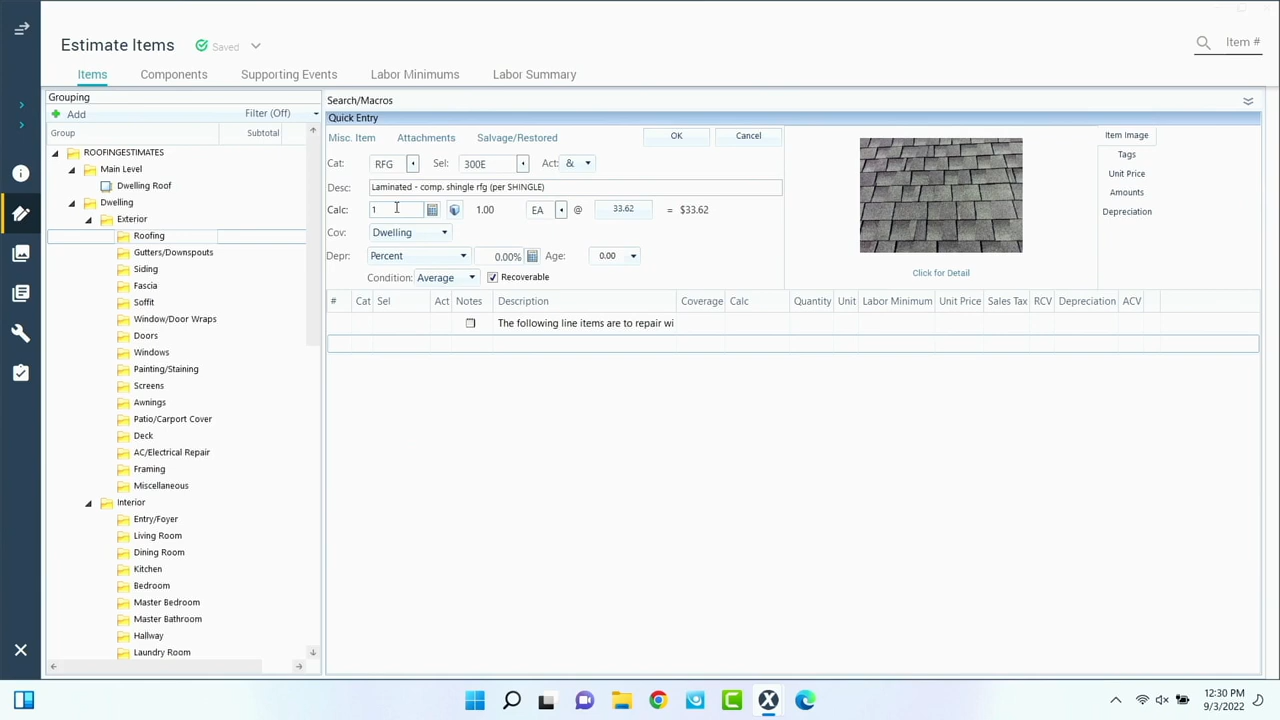 Estimate Items
Saved
Item #
Items
Components
Supporting Events
Labor Minimums
Labor Summary
Grouping
Add
Filter (Off)
Group
Subtotal
ROOFINGESTIMATES
Main Level
Dwelling Roof
Dwelling
Exterior
Roofing
Gutters/Downspouts
Siding
Fascia
Soffit
Window/Door Wraps
Doors
Windows
Painting/Staining
Screens
Awnings
Patio/Carport Cover
Deck
AC/Electrical Repair
Framing
Miscellaneous
Interior
Entry/Foyer
Living Room
Dining Room
Kitchen
Bedroom
Master Bedroom
Master Bathroom
Hallway
Laundry Room
Search/Macros
Quick Entry
Misc. Item
Attachments
Salvage/Restored
OK
Cancel
Cat: RFG Sel: 300E Act: &
Desc: Laminated - comp. shingle rfg (per SHINGLE)
Calc: 1 1.00 EA @ 33.62 = $33.62
Cov: Dwelling
Depr: Percent 0.00% Age: 0.00
Condition: Average Recoverable
Item Image
Tags
Unit Price
Amounts
Depreciation
Click for Detail
# Cat Sel Act Notes Description Coverage Calc Quantity Unit Labor Minimum Unit Price Sales Tax RCV Depreciation ACV
The following line items are to repair wi
12:30 PM
9/3/2022